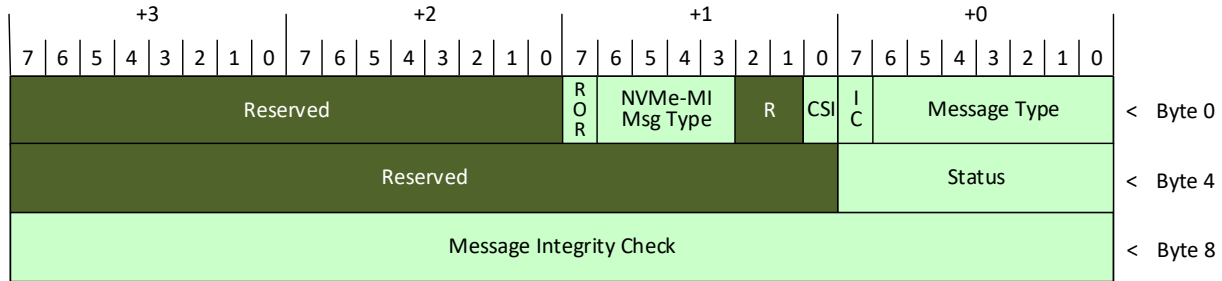 +3 +2 +1 +0
7 6 5 4 3 2 1 0 7 6 5 4 3 2 1 0 7 6 5 4 3 2 1 0 7 6 5 4 3 2 1 0
Reserved ROR NVMe-MI Msg Type R CSI IC Message Type < Byte 0
Reserved Status < Byte 4
Message Integrity Check < Byte 8